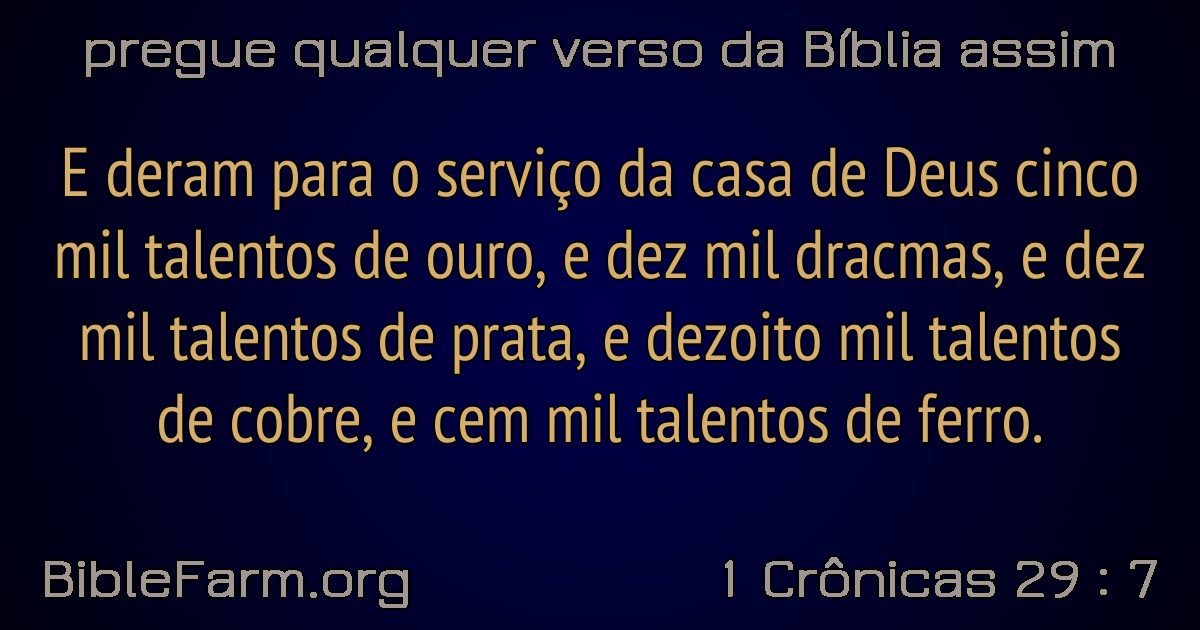 pregue qualquer verso da Bíblia assim
E deram para o serviço da casa de Deus cinco
mil talentos de ouro, e dez mil dracmas, e dez
mil talentos de prata, e dezoito mil talentos
de cobre, e cem mil talentos de ferro.
BibleFarm.org
1 Crônicas 29 : 7